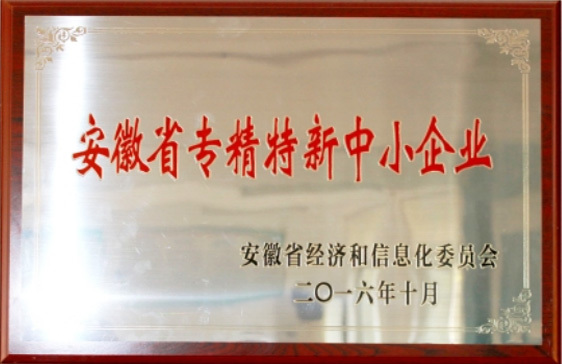 安徽省专精特新中小企业
安徽省经济和信息化委员会
二〇一六年十月